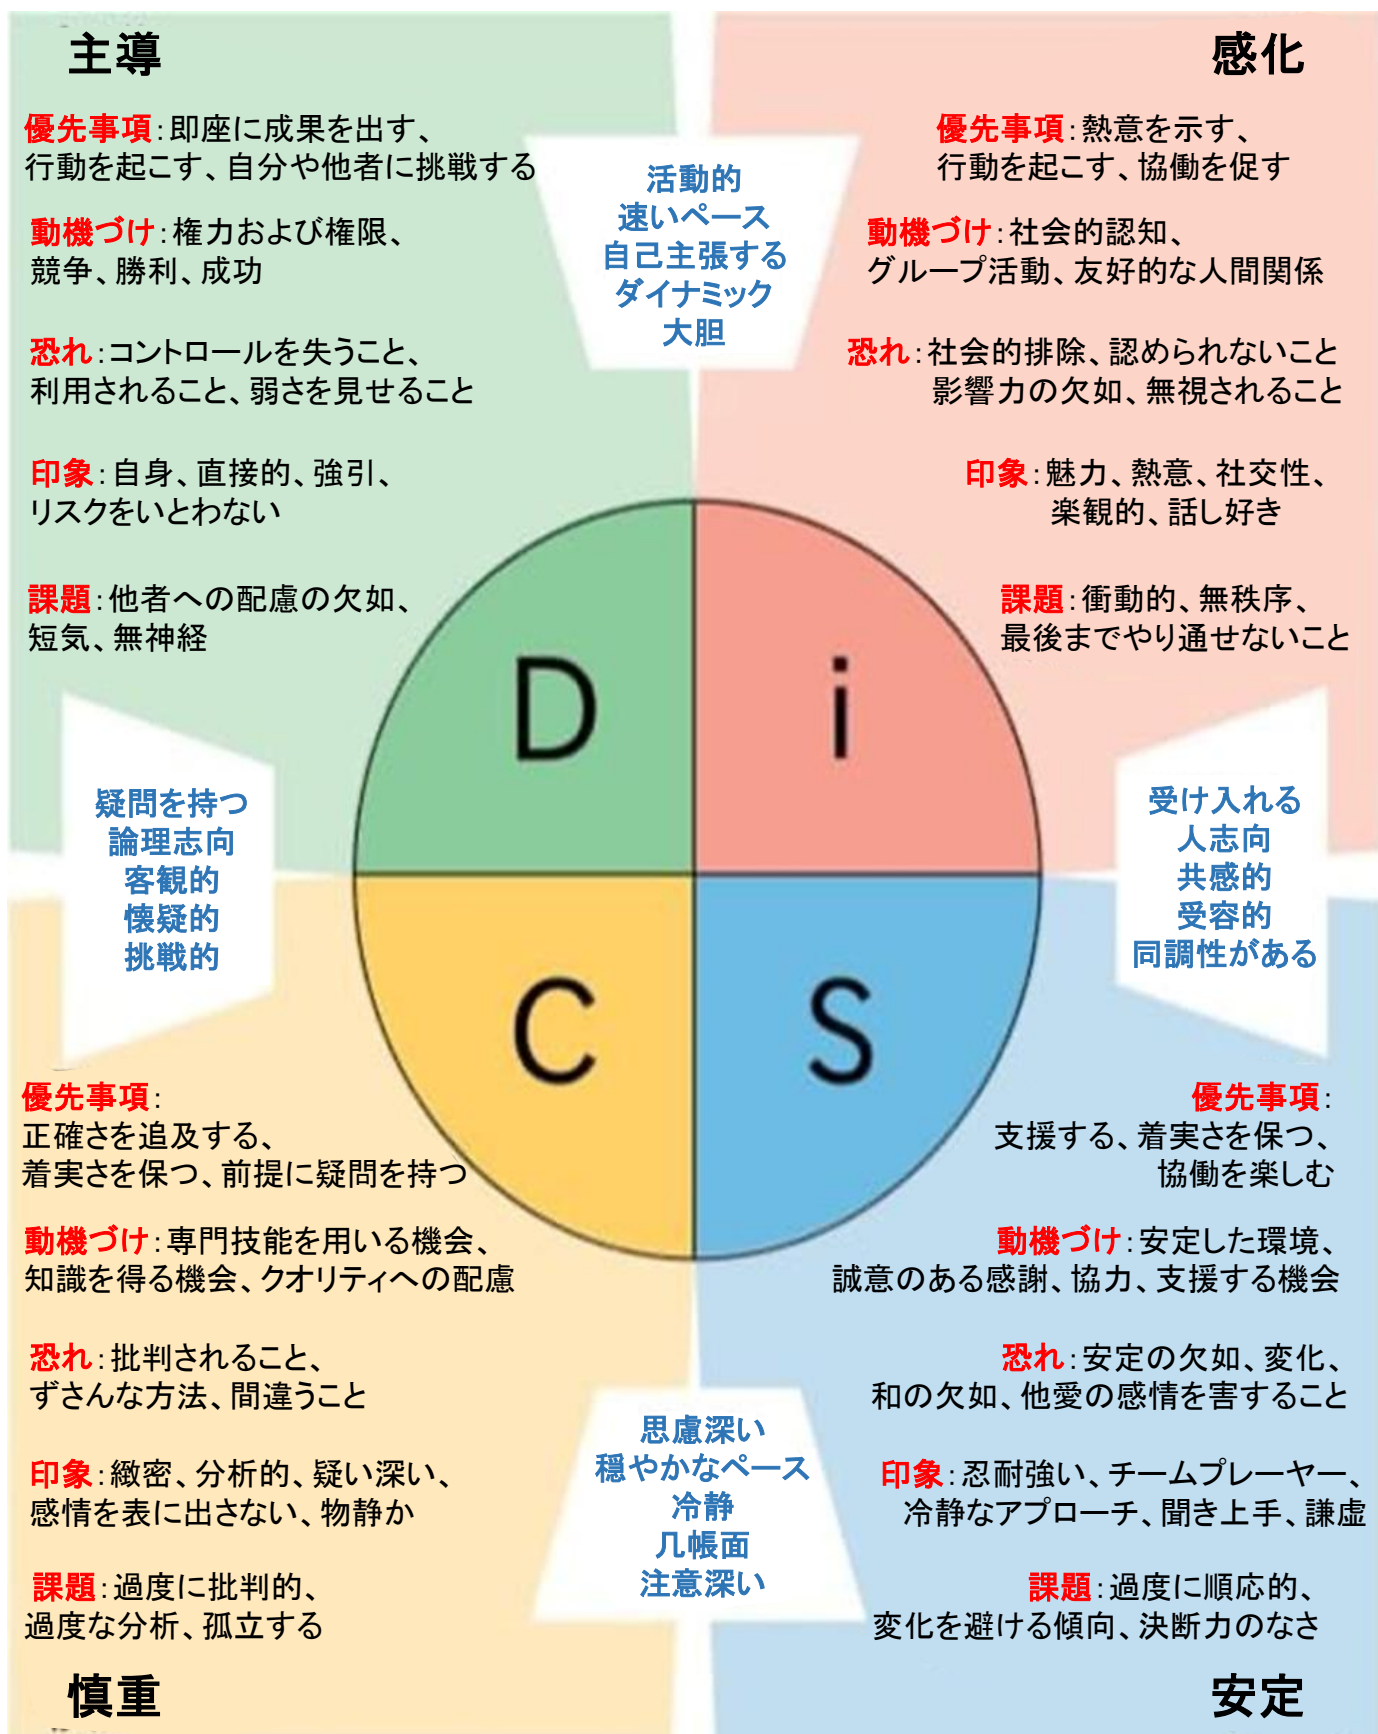 主導
優先事項：即座に成果を出す、
行動を起こす、自分や他者に挑戦する
動機づけ：権力および権限、
競争、勝利、成功
恐れ：コントロールを失うこと、
利用されること、弱さを見せること
印象：自身、直接的、強引、
リスクをいとわない
課題：他者への配慮の欠如、
短気、無神経
活動的
速いペース
自己主張する
ダイナミック
大胆
感化
優先事項：熱意を示す、
行動を起こす、協働を促す
動機づけ：社会的認知、
グループ活動、友好的な人間関係
恐れ：社会的排除、認められないこと
影響力の欠如、無視されること
印象：魅力、熱意、社交性、
楽観的、話し好き
課題：衝動的、無秩序、
最後までやり通せないこと
D
i
C
S
疑問を持つ
論理志向
客観的
懐疑的
挑戦的
受け入れる
人志向
共感的
受容的
同調性がある
優先事項：
正確さを追及する、
着実さを保つ、前提に疑問を持つ
動機づけ：専門技能を用いる機会、
知識を得る機会、クオリティへの配慮
恐れ：批判されること、
ずさんな方法、間違うこと
印象：緻密、分析的、疑い深い、
感情を表に出さない、物静か
課題：過度に批判的、
過度な分析、孤立する
慎重
思慮深い
穏やかなペース
冷静
几帳面
注意深い
優先事項：
支援する、着実さを保つ、
協働を楽しむ
動機づけ：安定した環境、
誠意のある感謝、協力、支援する機会
恐れ：安定の欠如、変化、
和の欠如、他愛の感情を害すること
印象：忍耐強い、チームプレーヤー、
冷静なアプローチ、聞き上手、謙虚
課題：過度に順応的、
変化を避ける傾向、決断力のなさ
安定